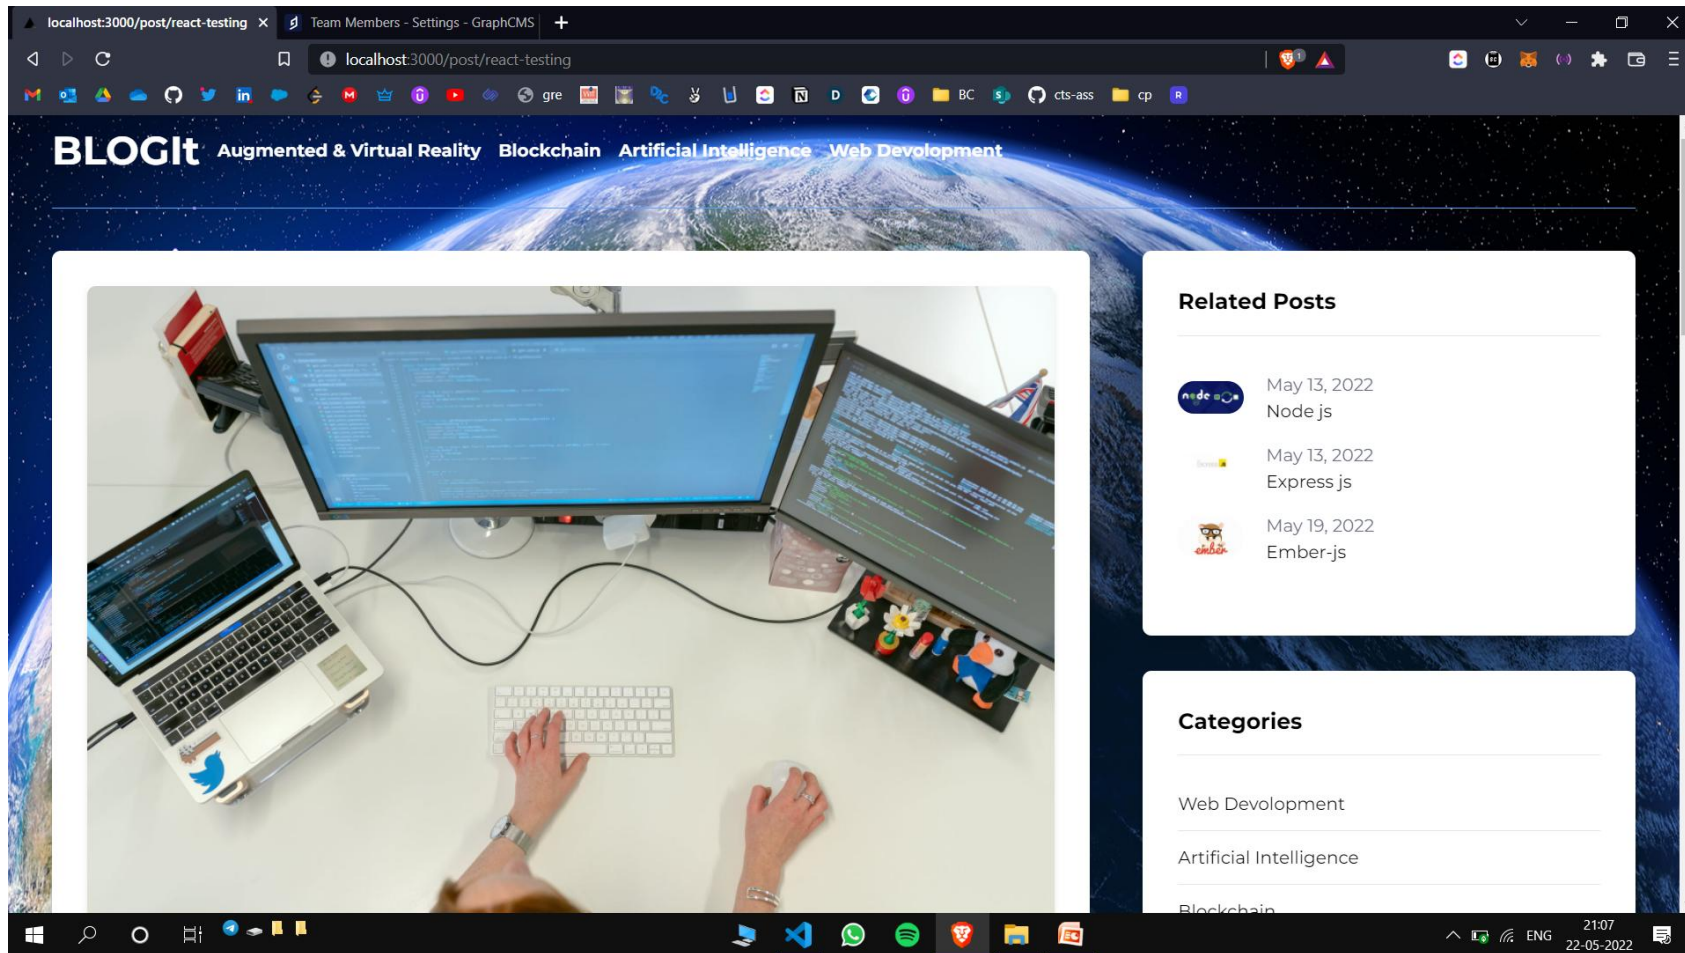 localhost:3000/post/react-testing
Team Members - Settings - GraphCMS
localhost:3000/post/react-testing
1
gre
BC
cts-ass
cp
BLOGIt
Augmented & Virtual Reality
Blockchain
Artificial Intelligence
Web Devolopment
Related Posts
May 13, 2022
Node js
May 13, 2022
Express js
May 19, 2022
Ember-js
node
ember
Categories
Web Devolopment
Artificial Intelligence
Blockchain
ENG
21:07
22-05-2022